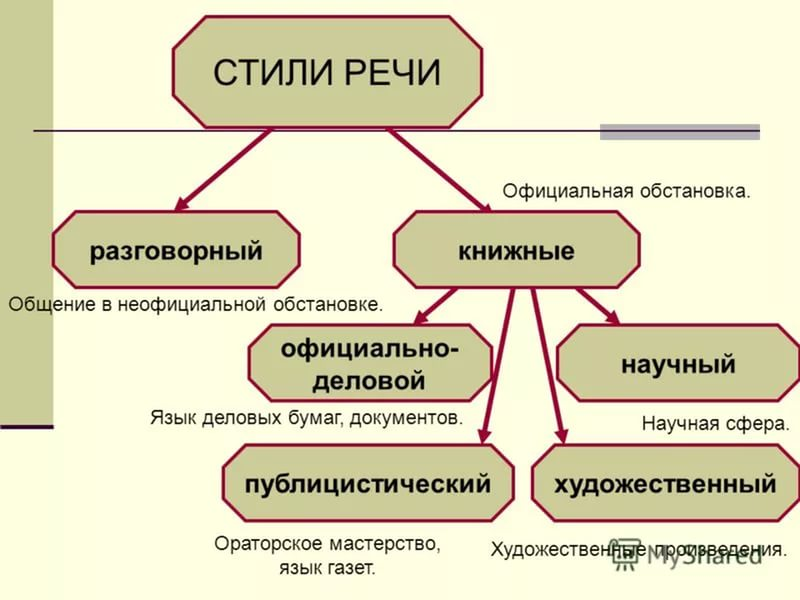 СТИЛИ РЕЧИ
Официальная обстановка.
разговорный
книжные
Общение в неофициальной обстановке.
официально-
деловой
научный
Язык деловых бумаг, документов.
Научная сфера.
публицистический
художественный
Ораторское мастерство,
язык газет.
Художественные произведения.
MyShared